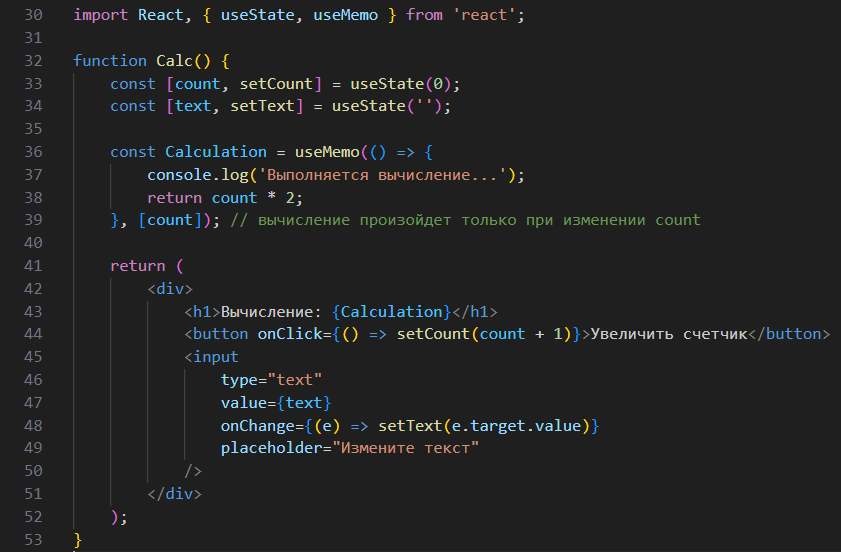 30 import React, { useState, useMemo } from 'react';
31
32 function Calc() {
33     const [count, setCount] = useState(0);
34     const [text, setText] = useState('');
35
36     const Calculation = useMemo(() => {
37         console.log('Выполняется вычисление...');
38         return count * 2;
39     }, [count]); // вычисление произойдет только при изменении count
40
41     return (
42         <div>
43             <h1>Вычисление: {Calculation}</h1>
44             <button onClick={() => setCount(count + 1)}>Увеличить счетчик</button>
45             <input
46                 type="text"
47                 value={text}
48                 onChange={(e) => setText(e.target.value)}
49                 placeholder="Измените текст"
50             />
51         </div>
52     );
53 }